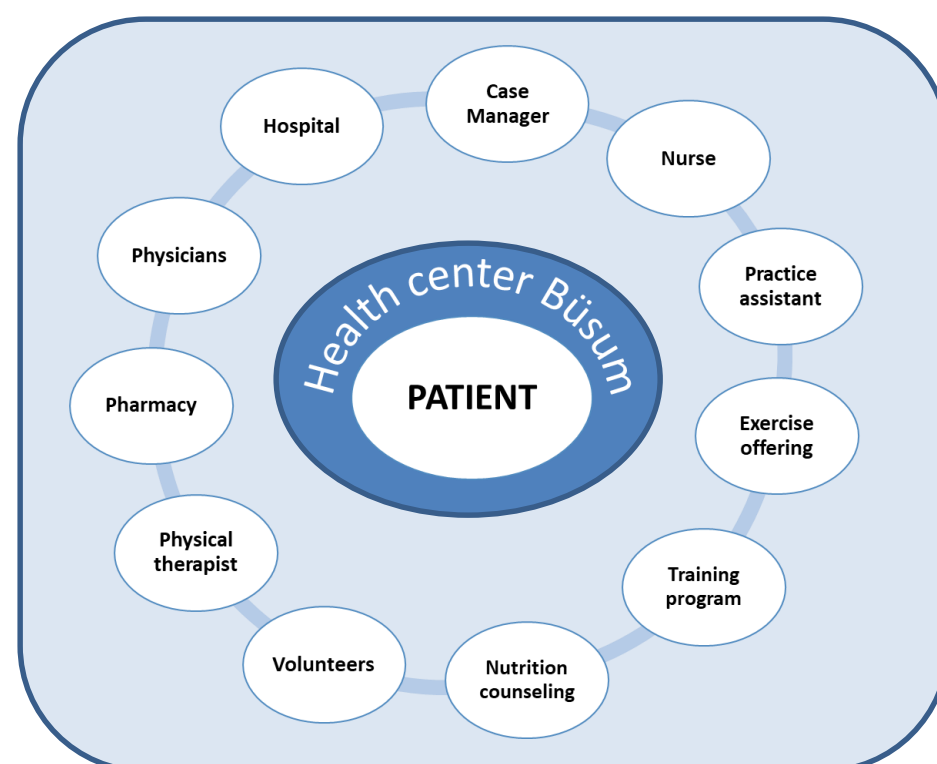 Case
Manager
Hospital
Nurse
Physicians
Practice
assistant
Health center Büsum
PATIENT
Pharmacy
Exercise
offering
Physical
therapist
Training
program
Volunteers
Nutrition
counseling